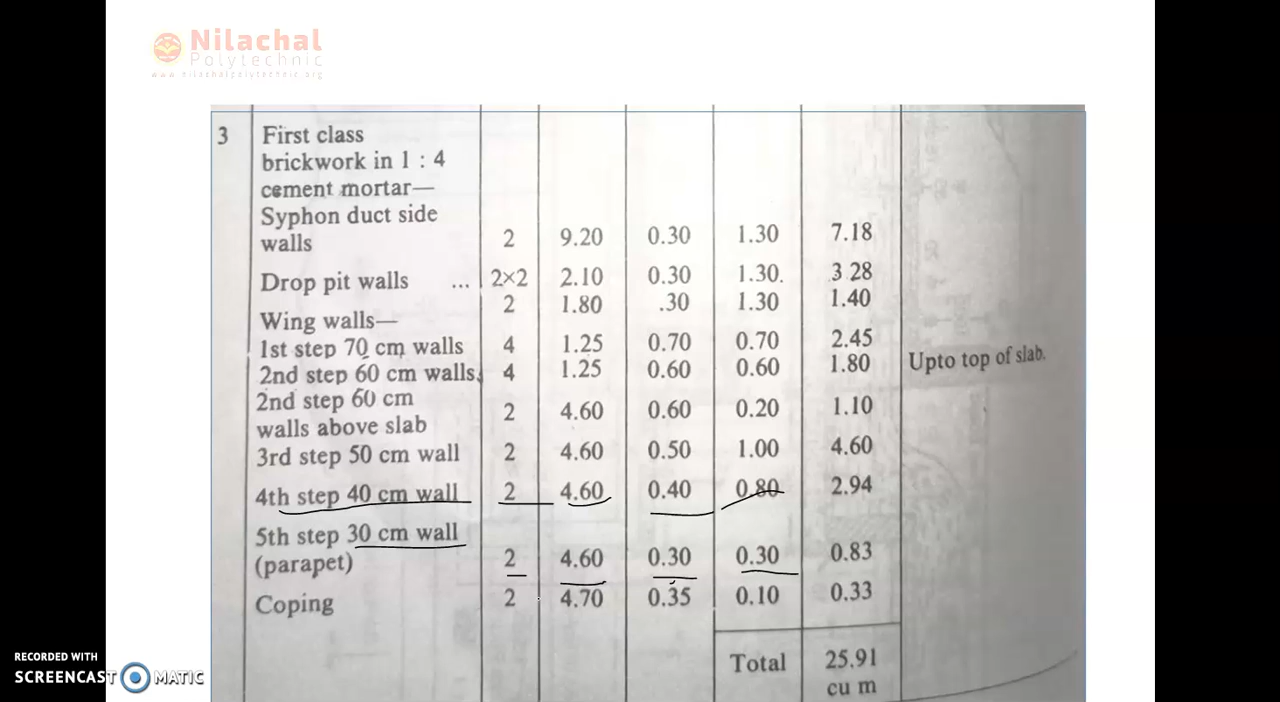 Nilachal
Polytechnic
www.nilachalpolytechnic.org
3 First class
brickwork in 1 : 4
cement mortar—
Syphon duct side
walls 2 9.20 0.30 1.30 7.18
Drop pit walls ... 2×2 2.10 0.30 1.30. 3 28
2 1.80 .30 1.30 1.40
Wing walls—
1st step 70 cm walls 4 1.25 0.70 0.70 2.45
2nd step 60 cm walls, 4 1.25 0.60 0.60 1.80 Upto top of slab.
2nd step 60 cm
walls above slab 2 4.60 0.60 0.20 1.10
3rd step 50 cm wall 2 4.60 0.50 1.00 4.60
4th step 40 cm wall 2 4.60 0.40 0.80 2.94
5th step 30 cm wall
(parapet) 2 4.60 0.30 0.30 0.83
Coping 2 4.70 0.35 0.10 0.33
Total 25.91
cu m
RECORDED WITH
SCREENCAST MATIC